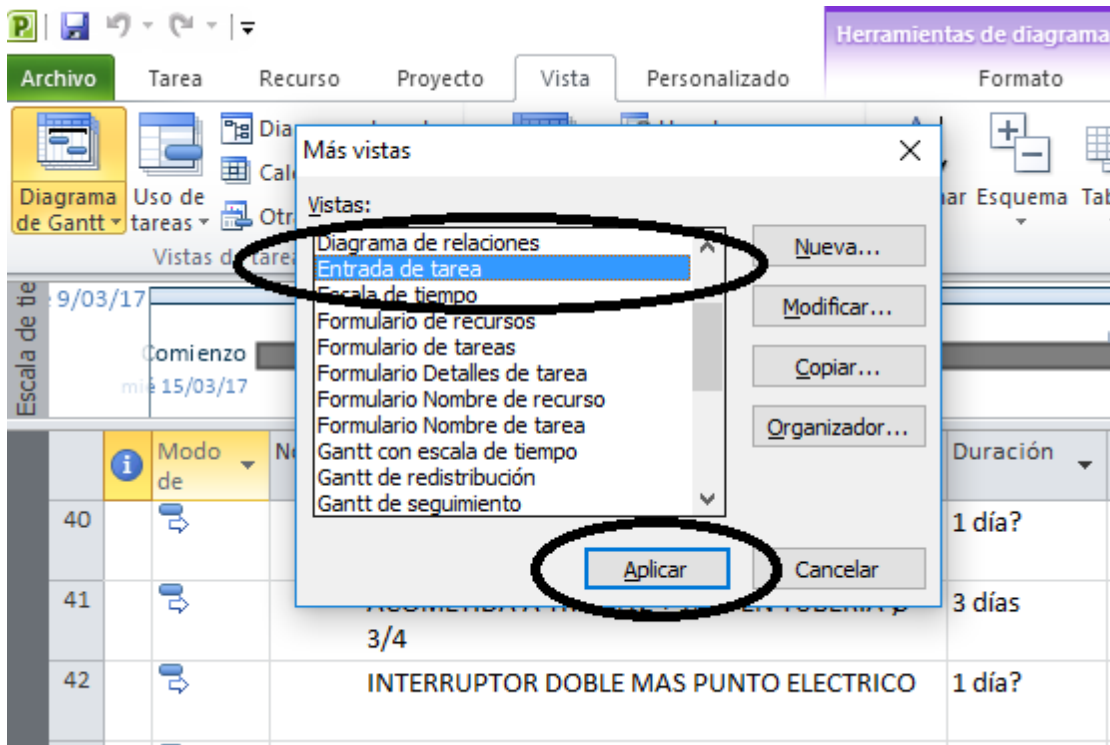 Herramientas de diagrama
Archivo Tarea Recurso Proyecto Vista Personalizado Formato
Diagrama de Gantt
Uso de tareas
Más vistas
Esquema
Vistas:
Diagrama de relaciones
Entrada de tarea
Escala de tiempo
Formulario de recursos
Formulario de tareas
Formulario Detalles de tarea
Formulario Nombre de recurso
Formulario Nombre de tarea
Gantt con escala de tiempo
Gantt de redistribución
Gantt de seguimiento
Nueva...
Modificar...
Copiar...
Organizador...
Aplicar Cancelar
Vistas de
Escala de tie
9/03/17
Comienzo
mié 15/03/17
Modo de
Duración
40 1 día?
41 3 días
3/4
42 INTERRUPTOR DOBLE MAS PUNTO ELECTRICO 1 día?